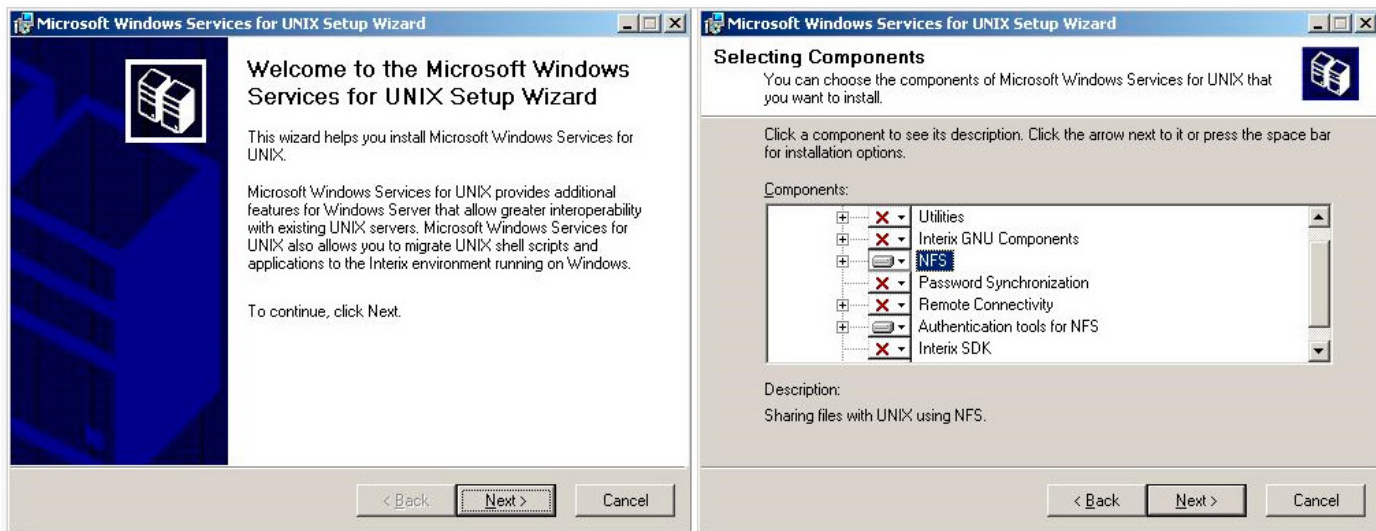 Microsoft Windows Services for UNIX Setup Wizard
Welcome to the Microsoft Windows
Services for UNIX Setup Wizard
This wizard helps you install Microsoft Windows Services for
UNIX.
Microsoft Windows Services for UNIX provides additional
features for Windows Server that allow greater interoperability
with existing UNIX servers. Microsoft Windows Services for
UNIX also allows you to migrate UNIX shell scripts and
applications to the Interix environment running on Windows.
To continue, click Next.
< Back
Next >
Cancel
Microsoft Windows Services for UNIX Setup Wizard
Selecting Components
You can choose the components of Microsoft Windows Services for UNIX that
you want to install.
Click a component to see its description. Click the arrow next to it or press the space bar
for installation options.
Components:
Utilities
Interix GNU Components
NFS
Password Synchronization
Remote Connectivity
Authentication tools for NFS
Interix SDK
Description:
Sharing files with UNIX using NFS.
< Back
Next >
Cancel